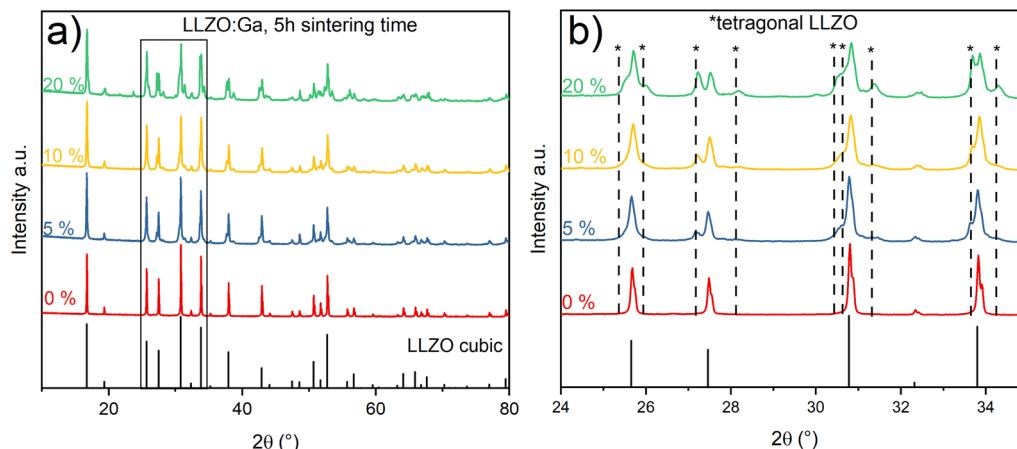 a)
LLZO:Ga, 5h sintering time
20 %
10 %
5 %
0 %
LLZO cubic
Intensity a.u.
20
40
60
80
2θ (°)
b)
*tetragonal LLZO
* * * * * * * * *
20%
10%
5 %
0%
Intensity a.u.
24
26
28
30
32
34
2θ (°)